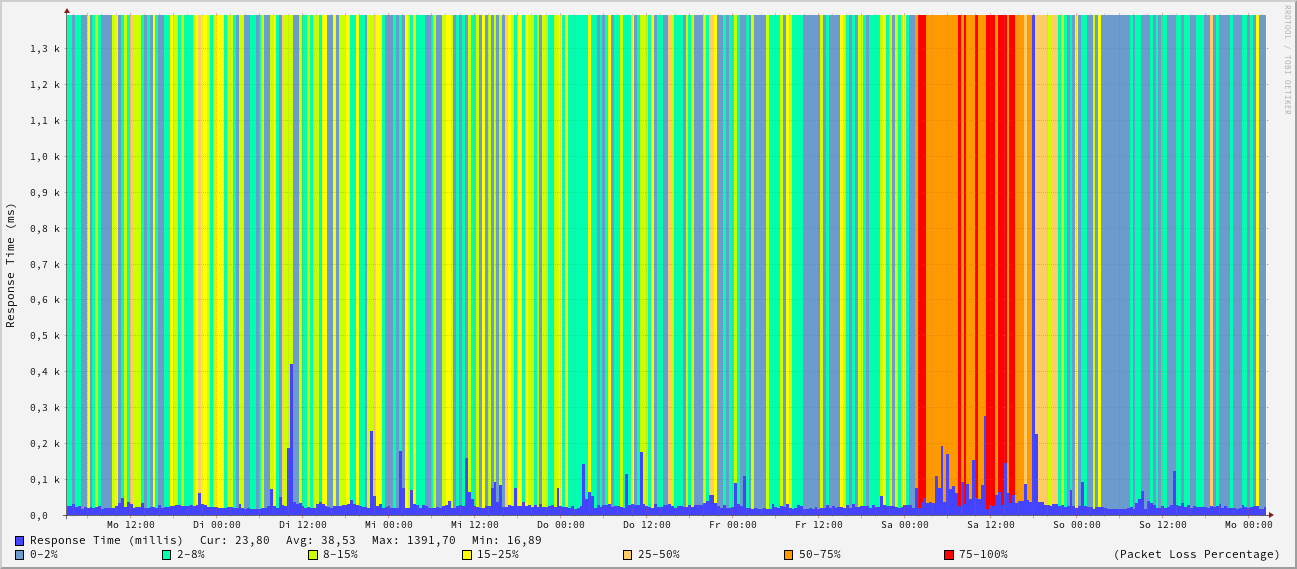 RRDTOOL / TOBI OETIKER
Response Time (ms)
1,3 k
1,2 k
1,1 k
1,0 k
0,9 k
0,8 k
0,7 k
0,6 k
0,5 k
0,4 k
0,3 k
0,2 k
0,1 k
0,0
Mo 12:00 Di 00:00 Di 12:00 Mi 00:00 Mi 12:00 Do 00:00 Do 12:00 Fr 00:00 Fr 12:00 Sa 00:00 Sa 12:00 So 00:00 So 12:00 Mo 00:00
Response Time (millis) Cur: 23,80 Avg: 38,53 Max: 1391,70 Min: 16,89
0-2% 2-8% 8-15% 15-25% 25-50% 50-75% 75-100% (Packet Loss Percentage)